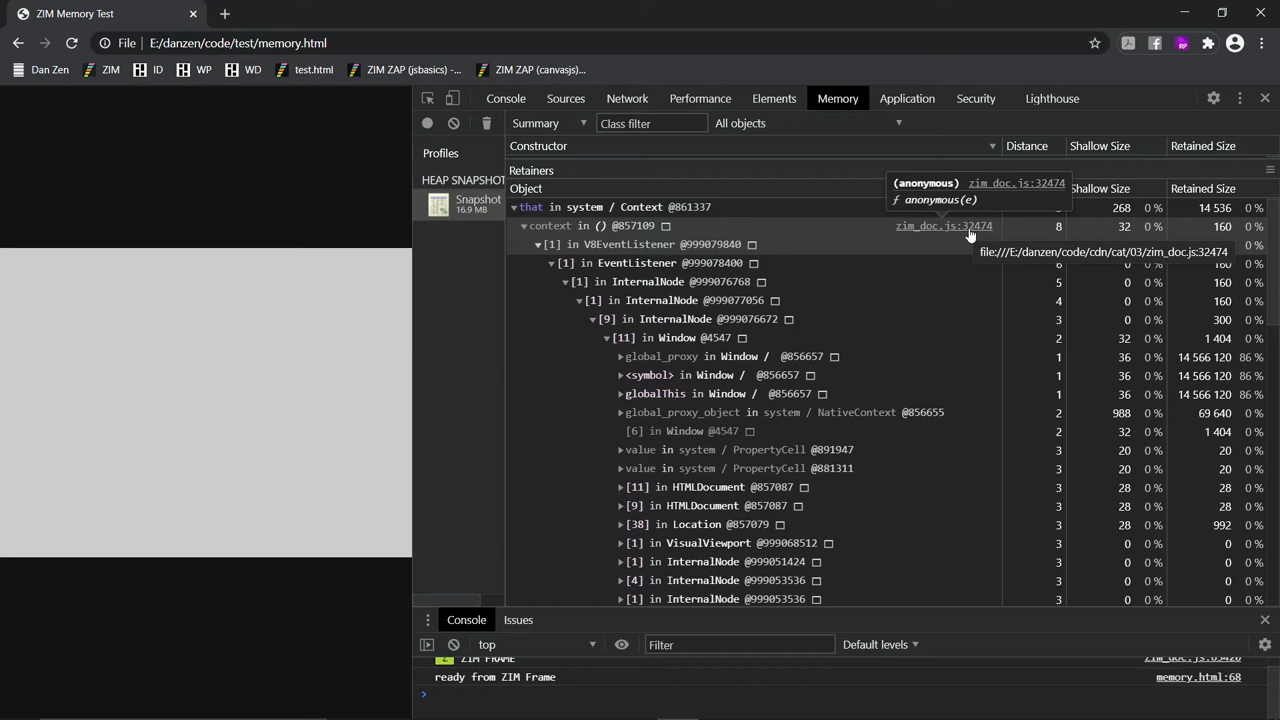 ZIM Memory Test
File E:/danzen/code/test/memory.html
Dan Zen ZIM ID WP WD test.html ZIM ZAP (jsbasics) -... ZIM ZAP (canvasjs)...
Console Sources Network Performance Elements Memory Application Security Lighthouse
Summary Class filter All objects
Profiles
HEAP SNAPSHOT
Snapshot
16.9 MB
Constructor Distance Shallow Size Retained Size
Retainers
Object Shallow Size Retained Size
(anonymous) zim_doc.js:32474
ƒ anonymous(e)
that in system / Context @861337 268 0 % 14 536 0 %
context in () @857109 zim_doc.js:32474 8 32 0 % 160 0 %
[1] in V8EventListener @999079840 0 %
file:///E:/danzen/code/cdn/cat/03/zim_doc.js:32474
[1] in EventListener @999078400 6 0 0 % 160 0 %
[1] in InternalNode @999076768 5 0 0 % 160 0 %
[1] in InternalNode @999077056 4 0 0 % 160 0 %
[9] in InternalNode @999076672 3 0 0 % 300 0 %
[11] in Window @4547 2 32 0 % 1 404 0 %
global_proxy in Window / @856657 1 36 0 % 14 566 120 86 %
<symbol> in Window / @856657 1 36 0 % 14 566 120 86 %
globalThis in Window / @856657 1 36 0 % 14 566 120 86 %
global_proxy_object in system / NativeContext @856655 2 988 0 % 69 640 0 %
[6] in Window @4547 2 32 0 % 1 404 0 %
value in system / PropertyCell @891947 3 20 0 % 20 0 %
value in system / PropertyCell @881311 3 20 0 % 20 0 %
[11] in HTMLDocument @857087 3 28 0 % 28 0 %
[9] in HTMLDocument @857087 3 28 0 % 28 0 %
[38] in Location @857079 3 28 0 % 992 0 %
[1] in VisualViewport @999068512 3 0 0 % 0 0 %
[1] in InternalNode @999051424 3 0 0 % 0 0 %
[4] in InternalNode @999053536 3 0 0 % 0 0 %
[1] in InternalNode @999053536 3 0 0 % 0 0 %
Console Issues
top Filter Default levels
Z ZIM FRAME zim_doc.js:63420
ready from ZIM Frame memory.html:68